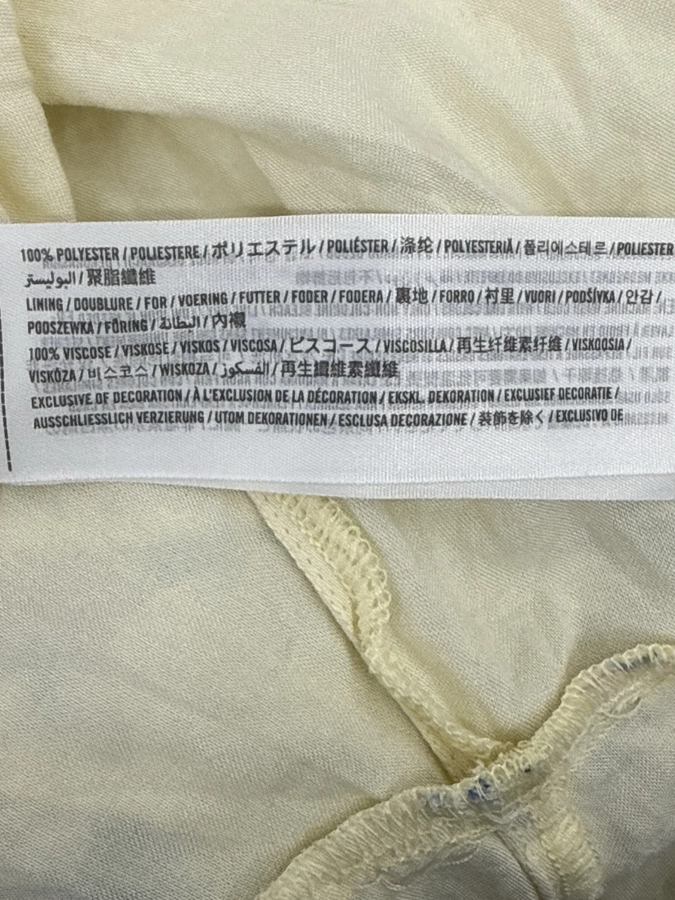 100% POLYESTER / POLIESTERE / ポリエステル / POLIÉSTER / 涤纶 / POLYESTERIÄ / 폴리에스테르 / POLIESTER
البوليستر / 聚脂纖維
LINING / DOUBLURE / FOR / VOERING / FUTTER / FODER / FODERA / 裏地 / FORRO / 衬里 / VUORI / PODŠÍVKA / 안감 /
PODSZEWKA / FÖRING / البطانة / 內襯
100% VISCOSE / VISKOSE / VISKOS / VISCOSA / ビスコース / VISCOSILLA / 再生纤维素纤维 / VISKOOSIA /
VISKÓZA / 비스코스 / WISKOZA / الفسكوز / 再生纖維素纖維
EXCLUSIVE OF DECORATION / À L'EXCLUSION DE LA DÉCORATION / EKSKL. DEKORATION / EXCLUSIEF DECORATIE /
AUSSCHLIESSLICH VERZIERUNG / UTOM DEKORATIONEN / ESCLUSA DECORAZIONE / 装飾を除く / EXCLUSIVO DE